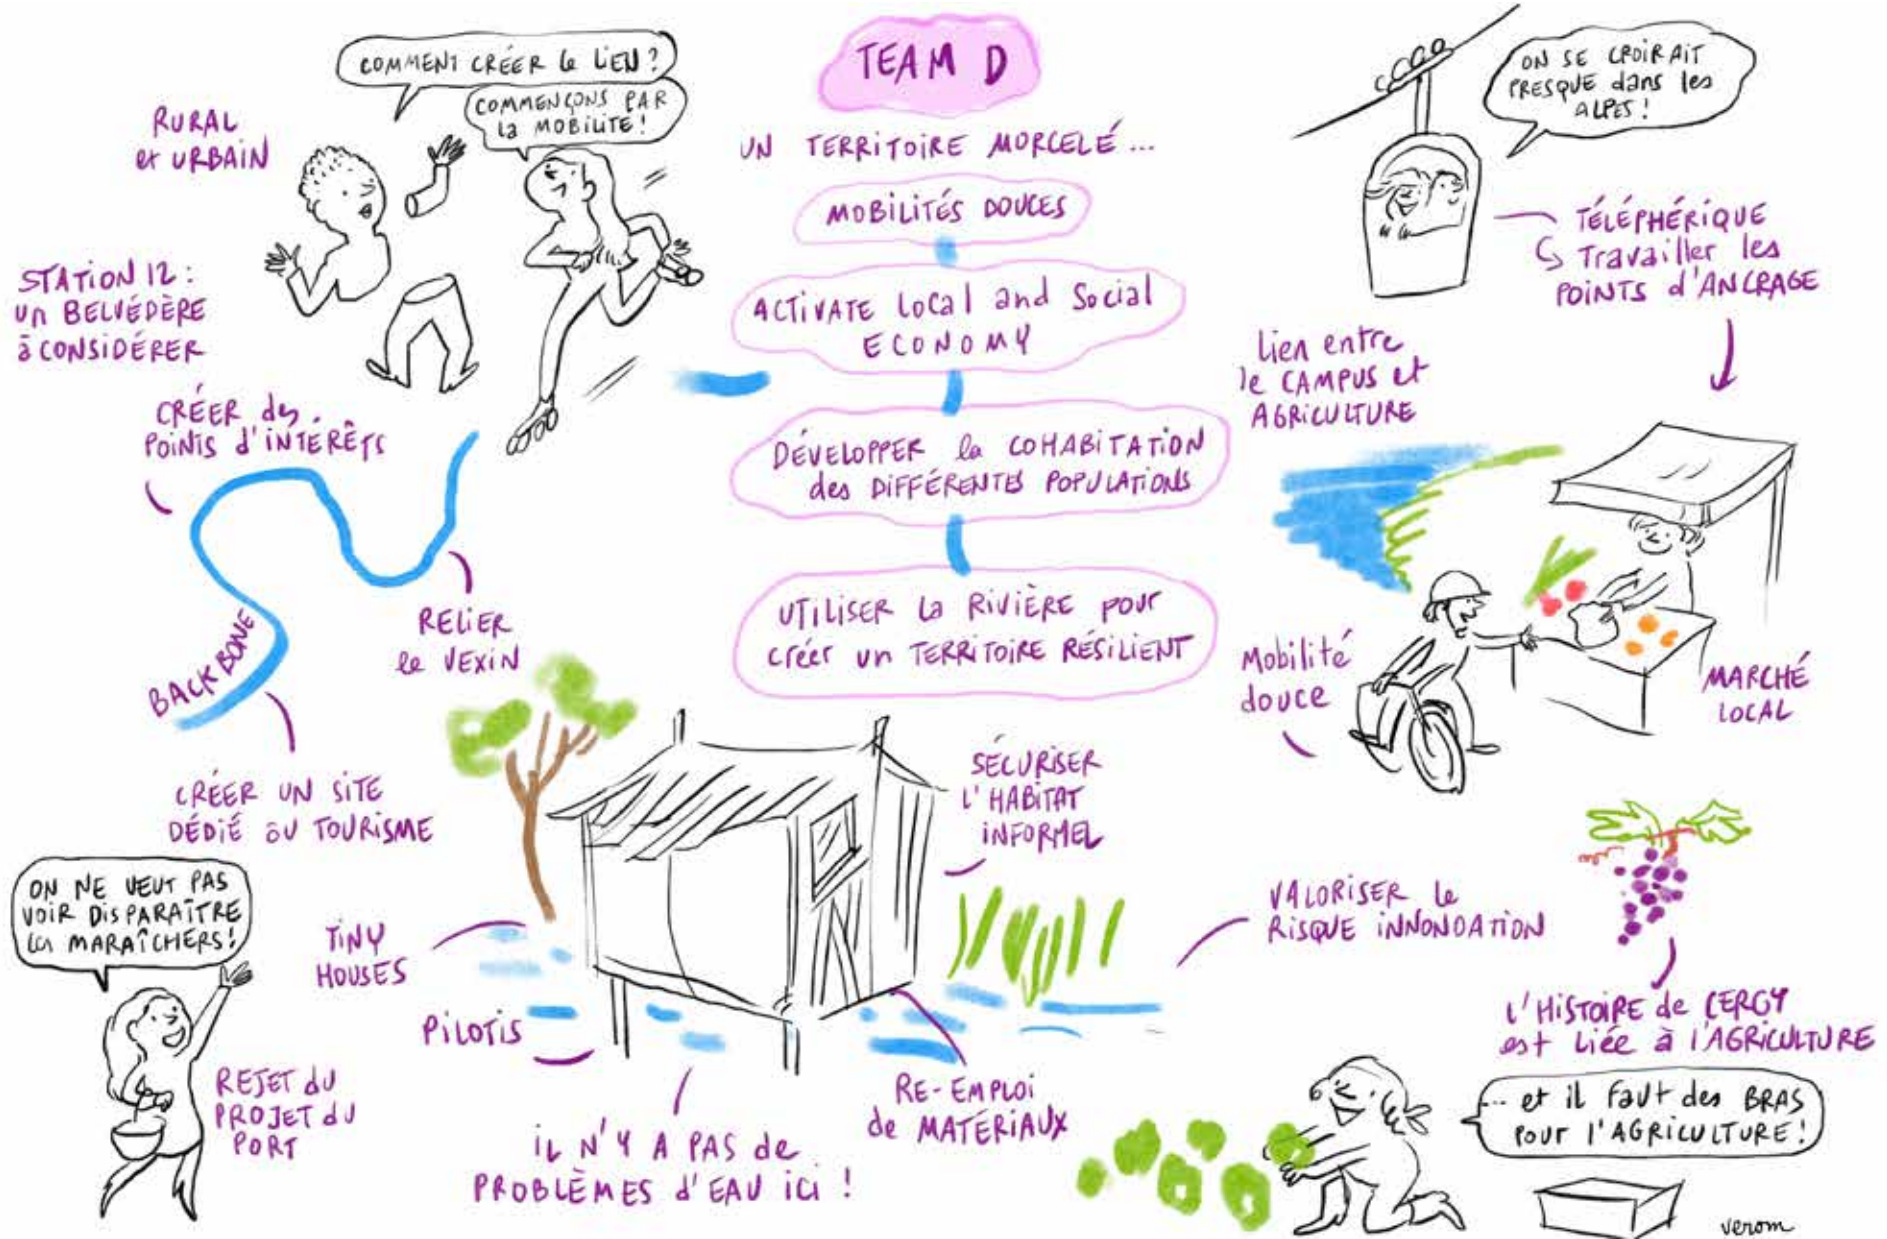 TEAM D
UN TERRITOIRE MORCELÉ...
MOBILITÉS DOUCES
ACTIVATE Local and Social
ECONOMY
DÉVELOPPER la COHABITATION
des DIFFÉRENTES POPULATIONS
UTILISER LA RIVIÈRE pour
créer un TERRITOIRE RÉSILIENT
COMMENT CRÉER le LIEN?
COMMENÇONS PAR
la MOBILITÉ!
RURAL
et URBAIN
STATION 12:
un BELVÉDÈRE
à CONSIDÉRER
CRÉER des
POINTS d'INTÉRÊTS
BACKBONE
RELIER
le VEXIN
CRÉER UN SITE
DÉDIÉ au TOURISME
ON NE VEUT PAS
VOIR DISPARAÎTRE
les MARAÎCHERS!
REJET du
PROJET du
PORT
TINY
HOUSES
PILOTIS
IL N'Y A PAS de
PROBLÈMES d'EAU ici !
RE-EMPLOI
de MATÉRIAUX
SÉCURISER
L'HABITAT
INFORMEL
VALORISER le
RISQUE INNONDATION
ON SE CROIRAIT
PRESQUE dans les
ALPES!
TÉLÉPHÉRIQUE
↳ Travailler les
POINTS d'ANCRAGE
Lien entre
le CAMPUS et
AGRICULTURE
Mobilité
douce
MARCHÉ
LOCAL
L'HISTOIRE de CERGY
est liée à l'AGRICULTURE
... et il faut des BRAS
POUR l'AGRICULTURE!
verom